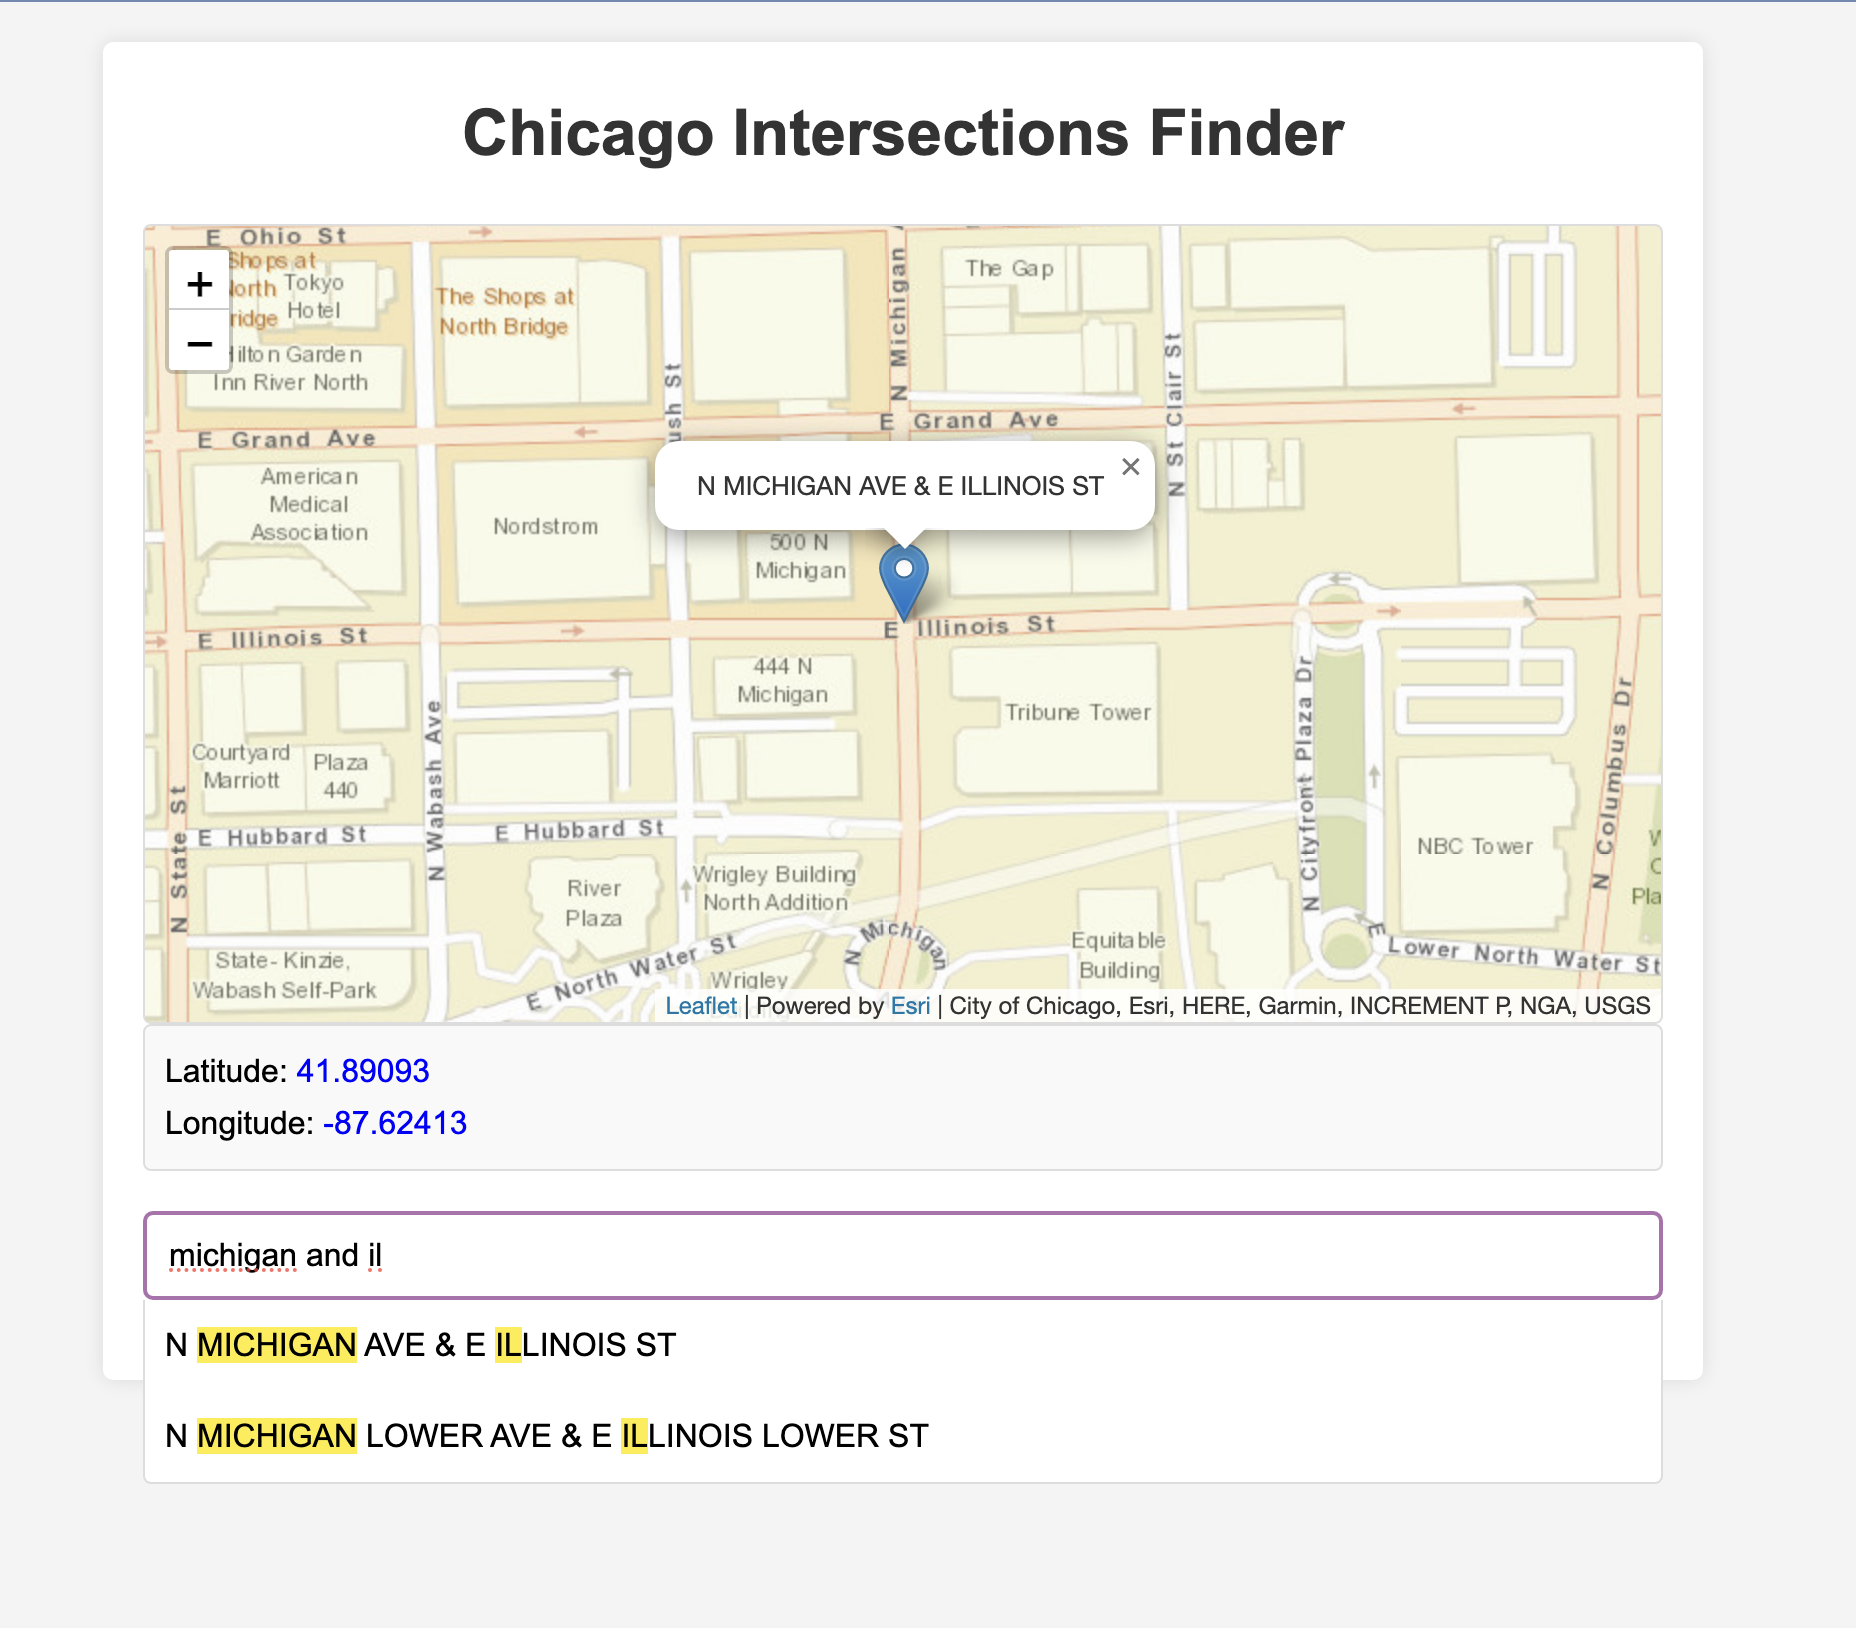 Chicago Intersections Finder
E Ohio St
Shops at
North
ridge
Tokyo
Hotel
+
−
Hilton Garden
Inn River North
The Shops at
North Bridge
N Michigan
The Gap
N St Clair St
ush St
E Grand Ave
E Grand Ave
American
Medical
Association
Nordstrom
N MICHIGAN AVE & E ILLINOIS ST
×
500 N
Michigan
E Illinois St
E Illinois St
444 N
Michigan
Tribune Tower
N Cityfront Plaza Dr
N Columbus Dr
Courtyard
Marriott
Plaza
440
N Wabash Ave
N State St
E Hubbard St
E Hubbard St
NBC Tower
River
Plaza
Wrigley Building
North Addition
Pla
N Michigan
Equitable
Building
E Lower North Water St
State- Kinzie,
Wabash Self-Park
E North Water St
Wrigley
Building
Leaflet | Powered by Esri | City of Chicago, Esri, HERE, Garmin, INCREMENT P, NGA, USGS
Latitude: 41.89093
Longitude: -87.62413
michigan and il
N MICHIGAN AVE & E ILLINOIS ST
N MICHIGAN LOWER AVE & E ILLINOIS LOWER ST